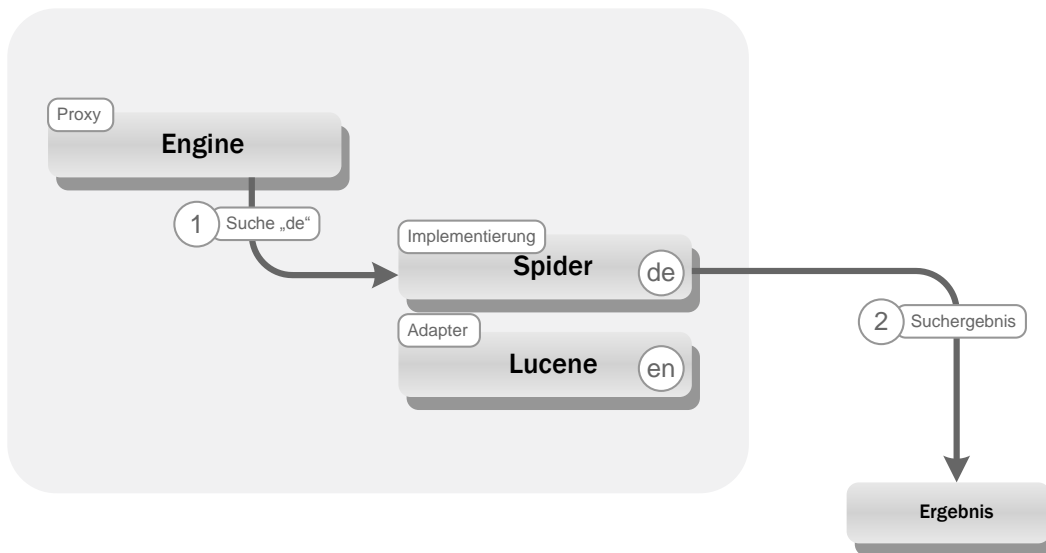 Proxy
Engine
1
Suche „de“
Implementierung
Spider
de
2
Suchergebnis
Adapter
Lucene
en
Ergebnis